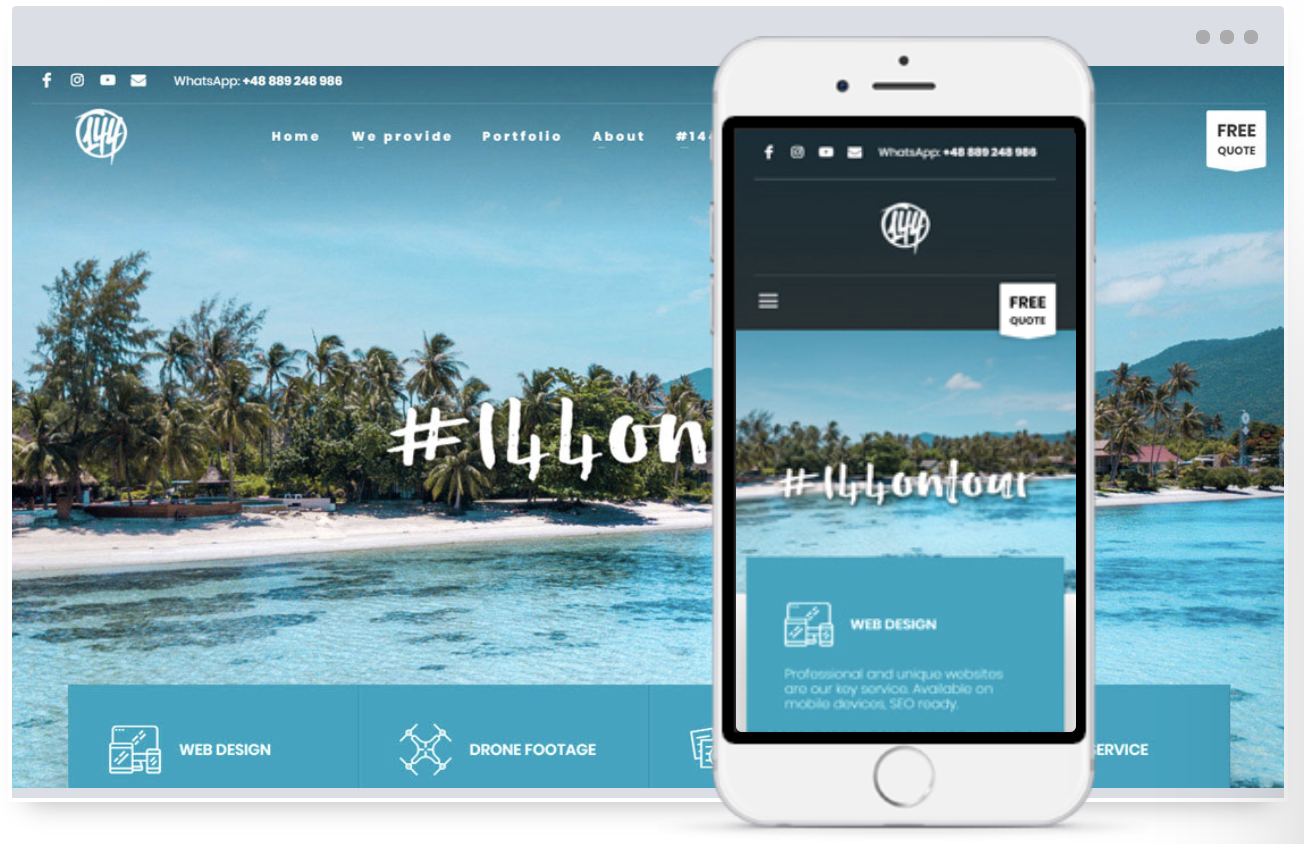 WhatsApp: +48 889 248 986
144
Home We provide Portfolio About #144
FREE
QUOTE
#144on
WEB DESIGN
DRONE FOOTAGE
SERVICE
WhatsApp: +48 889 248 986
144
FREE
QUOTE
#144ontour
WEB DESIGN
Professional and unique websites
are our key service. Available on
mobile devices, SEO ready.